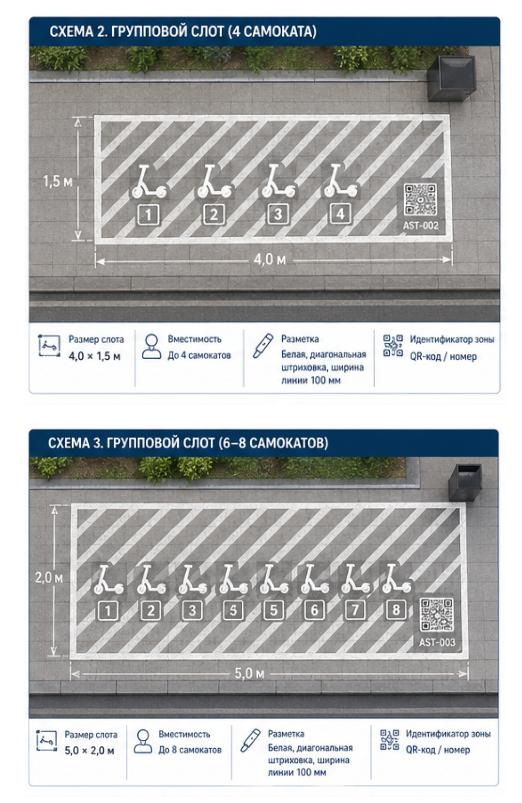 СХЕМА 2. ГРУППОВОЙ СЛОТ (4 САМОКАТА)
1,5 м
1 2 3 4
AST-002
4,0 м
Размер слота
4,0 × 1,5 м
Вместимость
До 4 самокатов
Разметка
Белая, диагональная
штриховка, ширина
линии 100 мм
Идентификатор зоны
QR-код / номер
СХЕМА 3. ГРУППОВОЙ СЛОТ (6–8 САМОКАТОВ)
2,0 м
1 2 3 5 5 6 7 8
AST-003
5,0 м
Размер слота
5,0 × 2,0 м
Вместимость
До 8 самокатов
Разметка
Белая, диагональная
штриховка, ширина
линии 100 мм
Идентификатор зоны
QR-код / номер